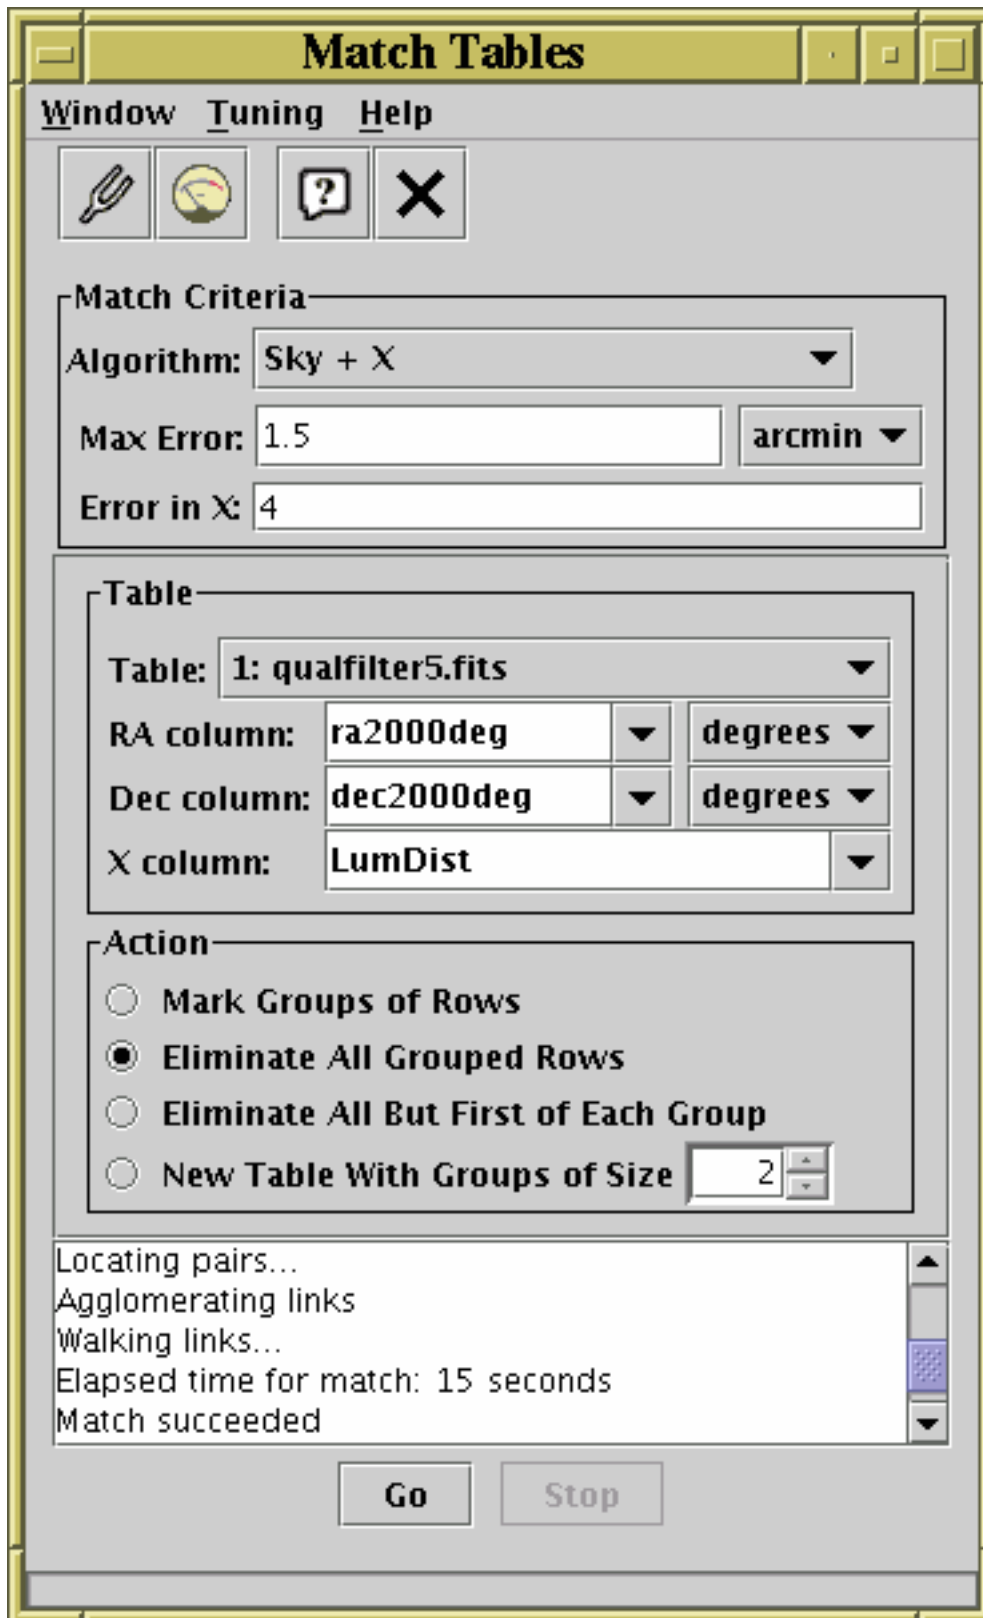 Match Tables
Window Tuning Help
Match Criteria
Algorithm: Sky + X
Max Error: 1.5 arcmin
Error in X: 4
Table
Table: 1: qualfilter5.fits
RA column: ra2000deg degrees
Dec column: dec2000deg degrees
X column: LumDist
Action
Mark Groups of Rows
Eliminate All Grouped Rows
Eliminate All But First of Each Group
New Table With Groups of Size 2
Locating pairs...
Agglomerating links
Walking links...
Elapsed time for match: 15 seconds
Match succeeded
Go Stop